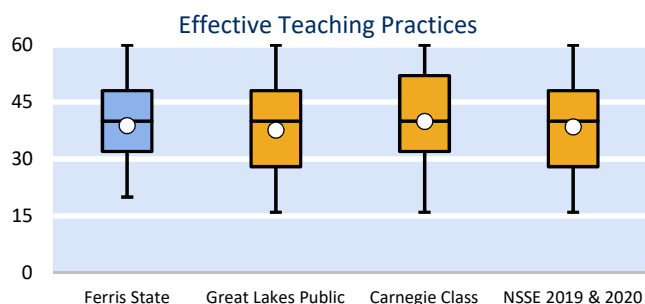 Effective Teaching Practices
60
45
30
15
0
Ferris State Great Lakes Public Carnegie Class NSSE 2019 & 2020